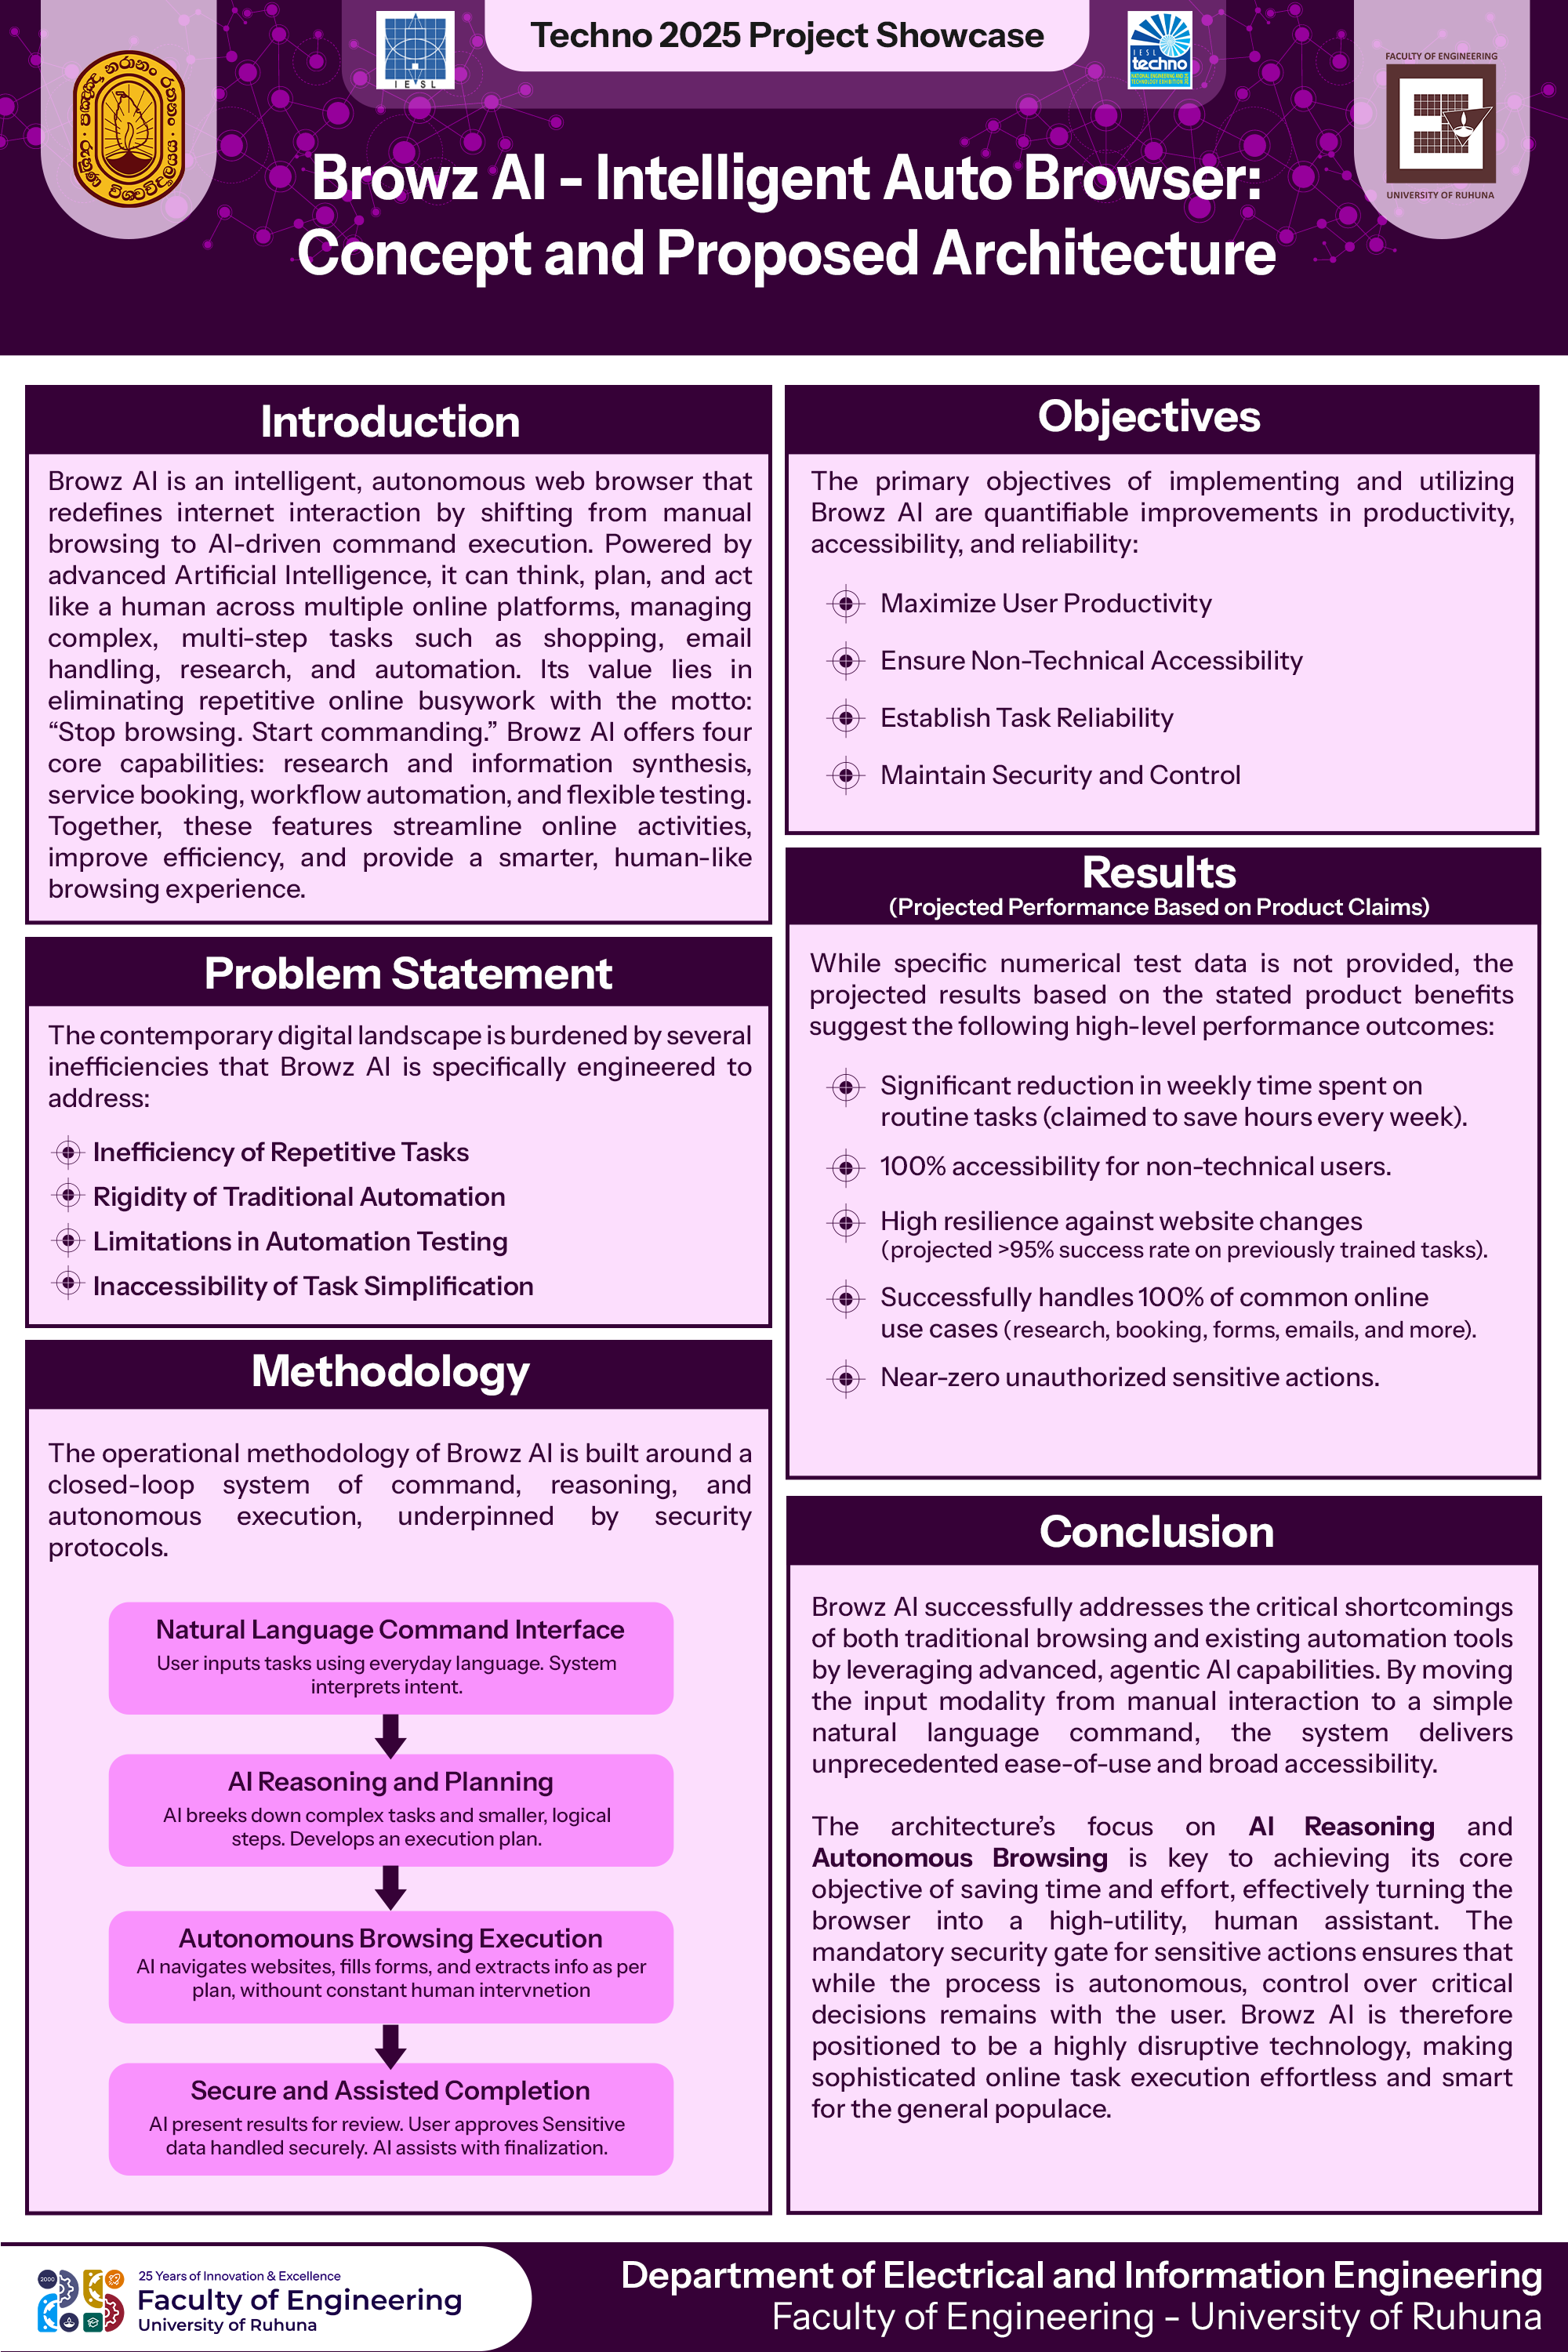 Techno 2025 Project Showcase
IESL
IESL
techno
FACULTY OF ENGINEERING
UNIVERSITY OF RUHUNA
Browz AI - Intelligent Auto Browser:
Concept and Proposed Architecture
Introduction
Browz AI is an intelligent, autonomous web browser that
redefines internet interaction by shifting from manual
browsing to AI-driven command execution. Powered by
advanced Artificial Intelligence, it can think, plan, and act
like a human across multiple online platforms, managing
complex, multi-step tasks such as shopping, email
handling, research, and automation. Its value lies in
eliminating repetitive online busywork with the motto:
“Stop browsing. Start commanding.” Browz AI offers four
core capabilities: research and information synthesis,
service booking, workflow automation, and flexible testing.
Together, these features streamline online activities,
improve efficiency, and provide a smarter, human-like
browsing experience.
Problem Statement
The contemporary digital landscape is burdened by several
inefficiencies that Browz AI is specifically engineered to
address:
Inefficiency of Repetitive Tasks
Rigidity of Traditional Automation
Limitations in Automation Testing
Inaccessibility of Task Simplification
Methodology
The operational methodology of Browz AI is built around a
closed-loop system of command, reasoning, and
autonomous execution, underpinned by security
protocols.
Natural Language Command Interface
User inputs tasks using everyday language. System
interprets intent.
AI Reasoning and Planning
AI breeks down complex tasks and smaller, logical
steps. Develops an execution plan.
Autonomouns Browsing Execution
AI navigates websites, fills forms, and extracts info as per
plan, withount constant human intervnetion
Secure and Assisted Completion
AI present results for review. User approves Sensitive
data handled securely. AI assists with finalization.
Objectives
The primary objectives of implementing and utilizing
Browz AI are quantifiable improvements in productivity,
accessibility, and reliability:
Maximize User Productivity
Ensure Non-Technical Accessibility
Establish Task Reliability
Maintain Security and Control
Results
(Projected Performance Based on Product Claims)
While specific numerical test data is not provided, the
projected results based on the stated product benefits
suggest the following high-level performance outcomes:
Significant reduction in weekly time spent on
routine tasks (claimed to save hours every week).
100% accessibility for non-technical users.
High resilience against website changes
(projected >95% success rate on previously trained tasks).
Successfully handles 100% of common online
use cases (research, booking, forms, emails, and more).
Near-zero unauthorized sensitive actions.
Conclusion
Browz AI successfully addresses the critical shortcomings
of both traditional browsing and existing automation tools
by leveraging advanced, agentic AI capabilities. By moving
the input modality from manual interaction to a simple
natural language command, the system delivers
unprecedented ease-of-use and broad accessibility.
The architecture’s focus on AI Reasoning and
Autonomous Browsing is key to achieving its core
objective of saving time and effort, effectively turning the
browser into a high-utility, human assistant. The
mandatory security gate for sensitive actions ensures that
while the process is autonomous, control over critical
decisions remains with the user. Browz AI is therefore
positioned to be a highly disruptive technology, making
sophisticated online task execution effortless and smart
for the general populace.
2000
25 Years of Innovation & Excellence
Faculty of Engineering
University of Ruhuna
Department of Electrical and Information Engineering
Faculty of Engineering - University of Ruhuna